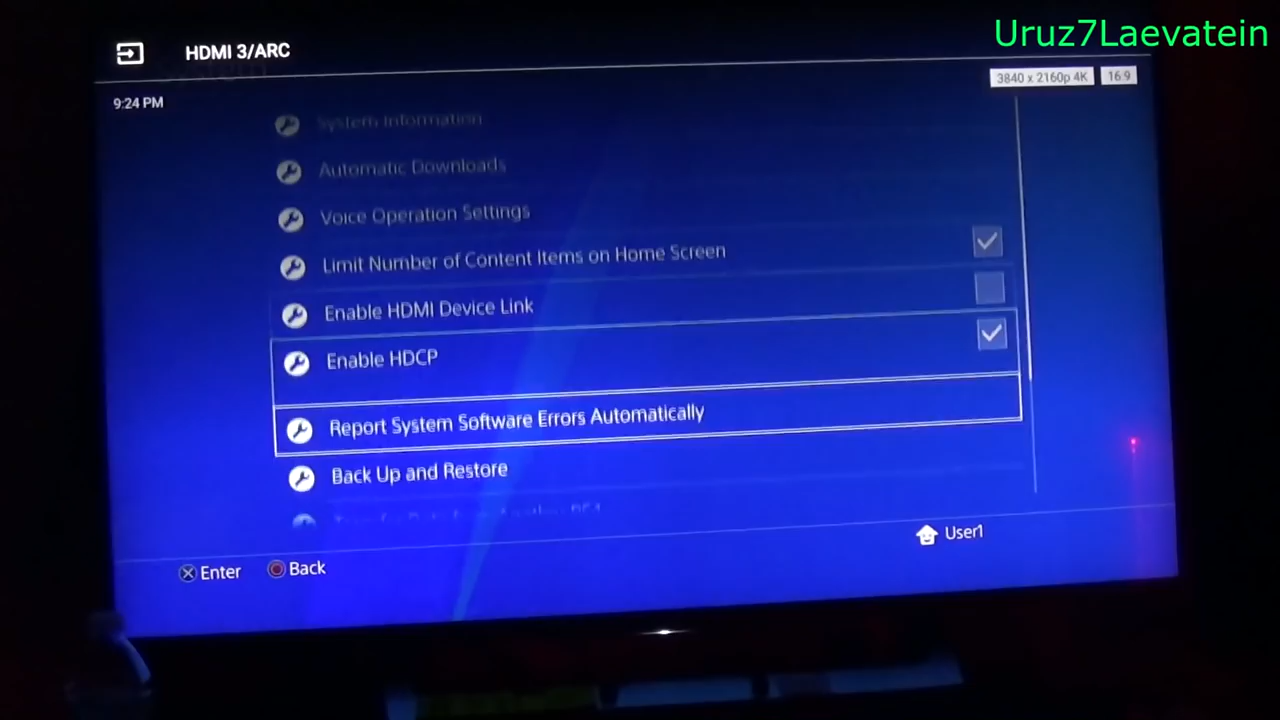 Uruz7Laevatein
HDMI 3/ARC
3840 x 2160p 4K 16:9
9:24 PM
System Information
Automatic Downloads
Voice Operation Settings
Limit Number of Content Items on Home Screen
Enable HDMI Device Link
Enable HDCP
Report System Software Errors Automatically
Back Up and Restore
User1
Enter Back